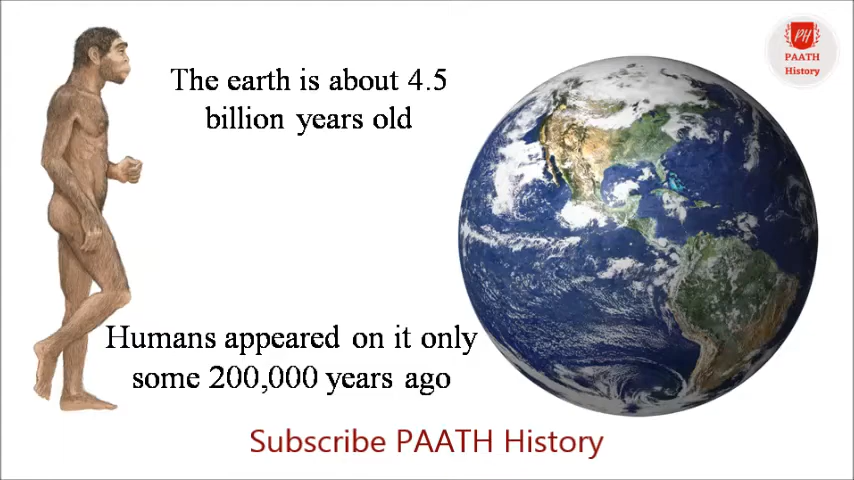 PH
PAATH
History
The earth is about 4.5
billion years old
Humans appeared on it only
some 200,000 years ago
Subscribe PAATH History